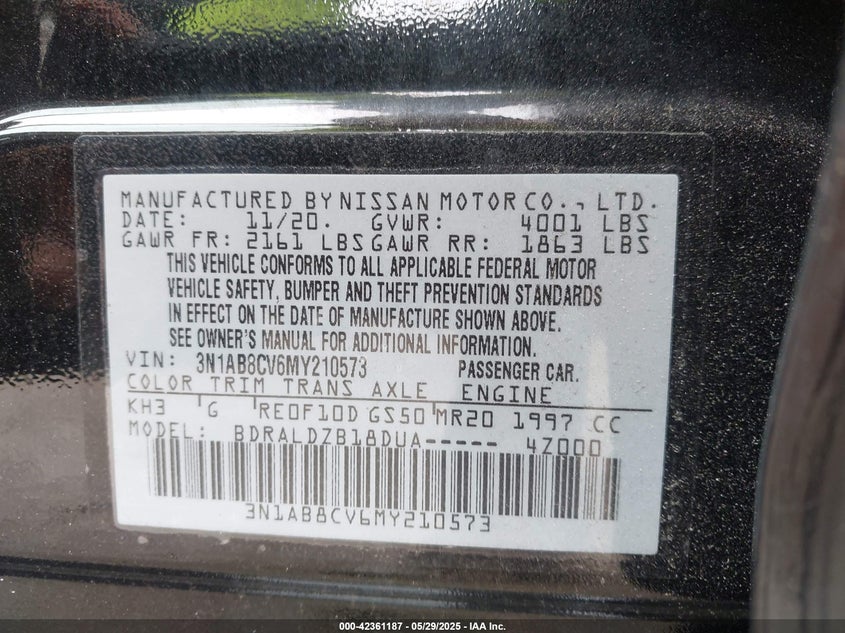 MANUFACTURED BY NISSAN MOTOR CO., LTD.
DATE: 11/20. GVWR: 4001 LBS
GAWR FR: 2161 LBS GAWR RR: 1863 LBS
THIS VEHICLE CONFORMS TO ALL APPLICABLE FEDERAL MOTOR
VEHICLE SAFETY, BUMPER AND THEFT PREVENTION STANDARDS
IN EFFECT ON THE DATE OF MANUFACTURE SHOWN ABOVE.
SEE OWNER'S MANUAL FOR ADDITIONAL INFORMATION.
VIN: 3N1AB8CV6MY210573 PASSENGER CAR.
COLOR TRIM TRANS AXLE ENGINE
KH3 G RE0F10D GS50 MR20 1997 CC
MODEL: BDRALDZB18DUA----- 4Z000
3N1AB8CV6MY210573
000-42361187 - 05/29/2025 - IAA Inc.